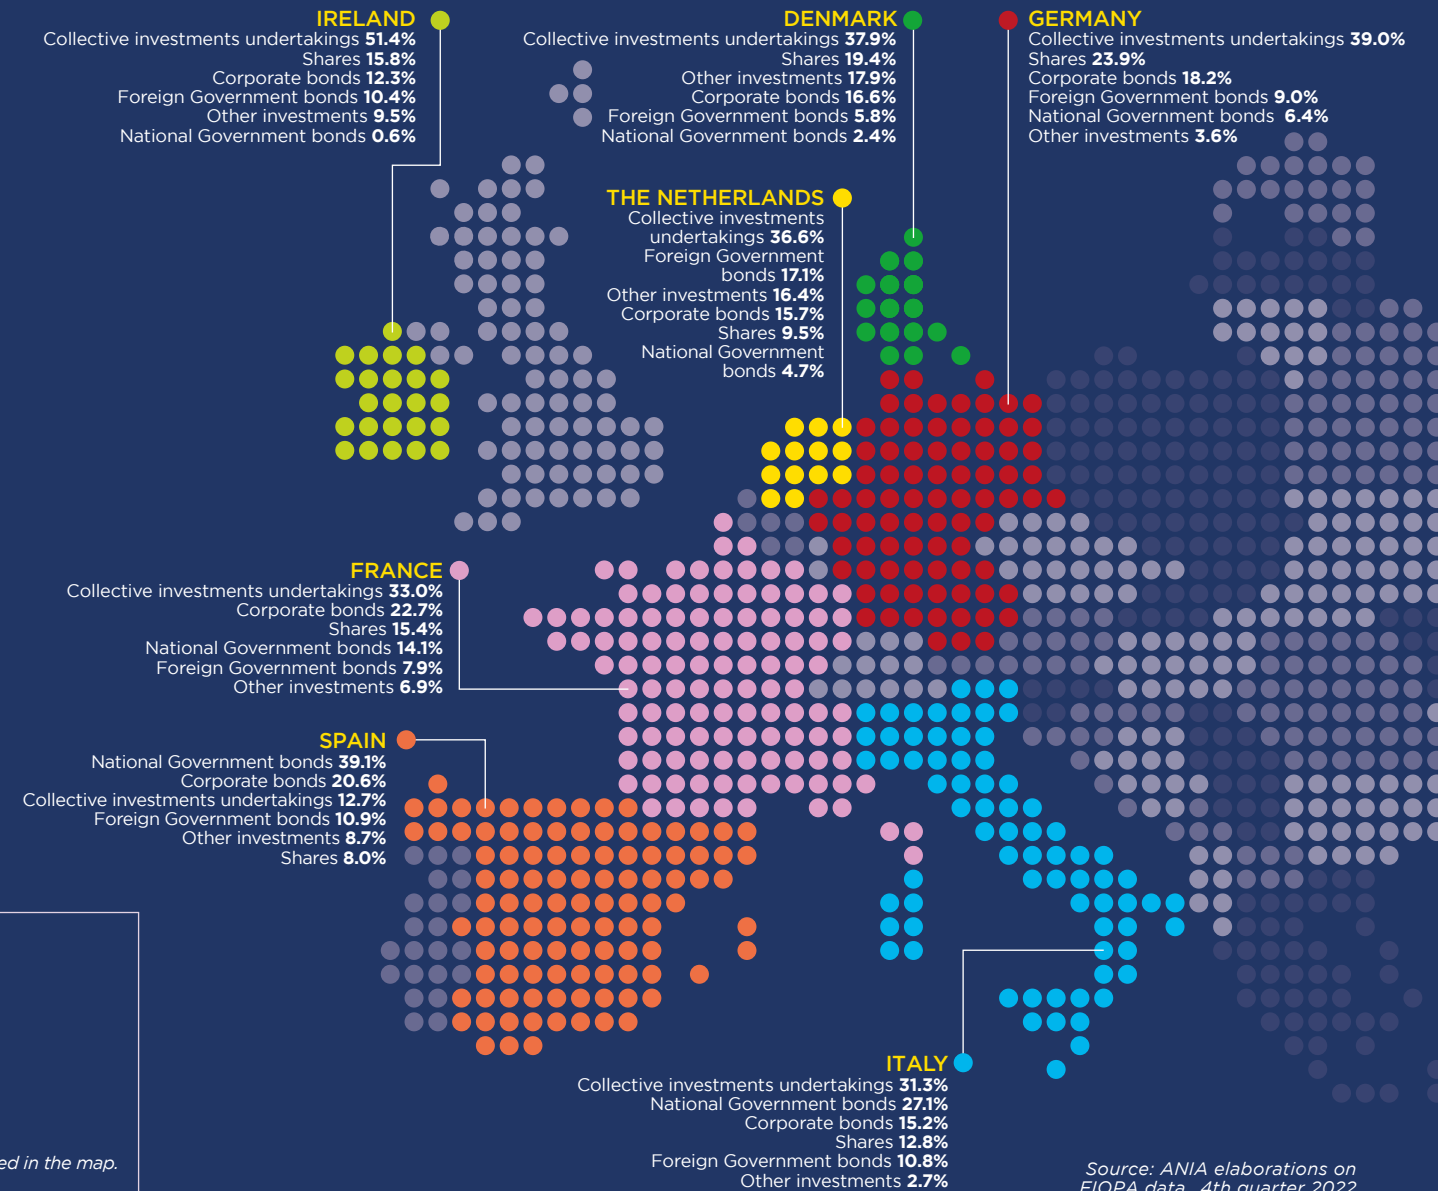 IRELAND
Collective investments undertakings 51.4%
Shares 15.8%
Corporate bonds 12.3%
Foreign Government bonds 10.4%
Other investments 9.5%
National Government bonds 0.6%
DENMARK
Collective investments undertakings 37.9%
Shares 19.4%
Other investments 17.9%
Corporate bonds 16.6%
Foreign Government bonds 5.8%
National Government bonds 2.4%
GERMANY
Collective investments undertakings 39.0%
Shares 23.9%
Corporate bonds 18.2%
Foreign Government bonds 9.0%
National Government bonds 6.4%
Other investments 3.6%
THE NETHERLANDS
Collective investments
undertakings 36.6%
Foreign Government
bonds 17.1%
Other investments 16.4%
Corporate bonds 15.7%
Shares 9.5%
National Government
bonds 4.7%
FRANCE
Collective investments undertakings 33.0%
Corporate bonds 22.7%
Shares 15.4%
National Government bonds 14.1%
Foreign Government bonds 7.9%
Other investments 6.9%
SPAIN
National Government bonds 39.1%
Corporate bonds 20.6%
Collective investments undertakings 12.7%
Foreign Government bonds 10.9%
Other investments 8.7%
Shares 8.0%
ITALY
Collective investments undertakings 31.3%
National Government bonds 27.1%
Corporate bonds 15.2%
Shares 12.8%
Foreign Government bonds 10.8%
Other investments 2.7%
ed in the map.
Source: ANIA elaborations on
EIOPA data, 4th quarter 2022